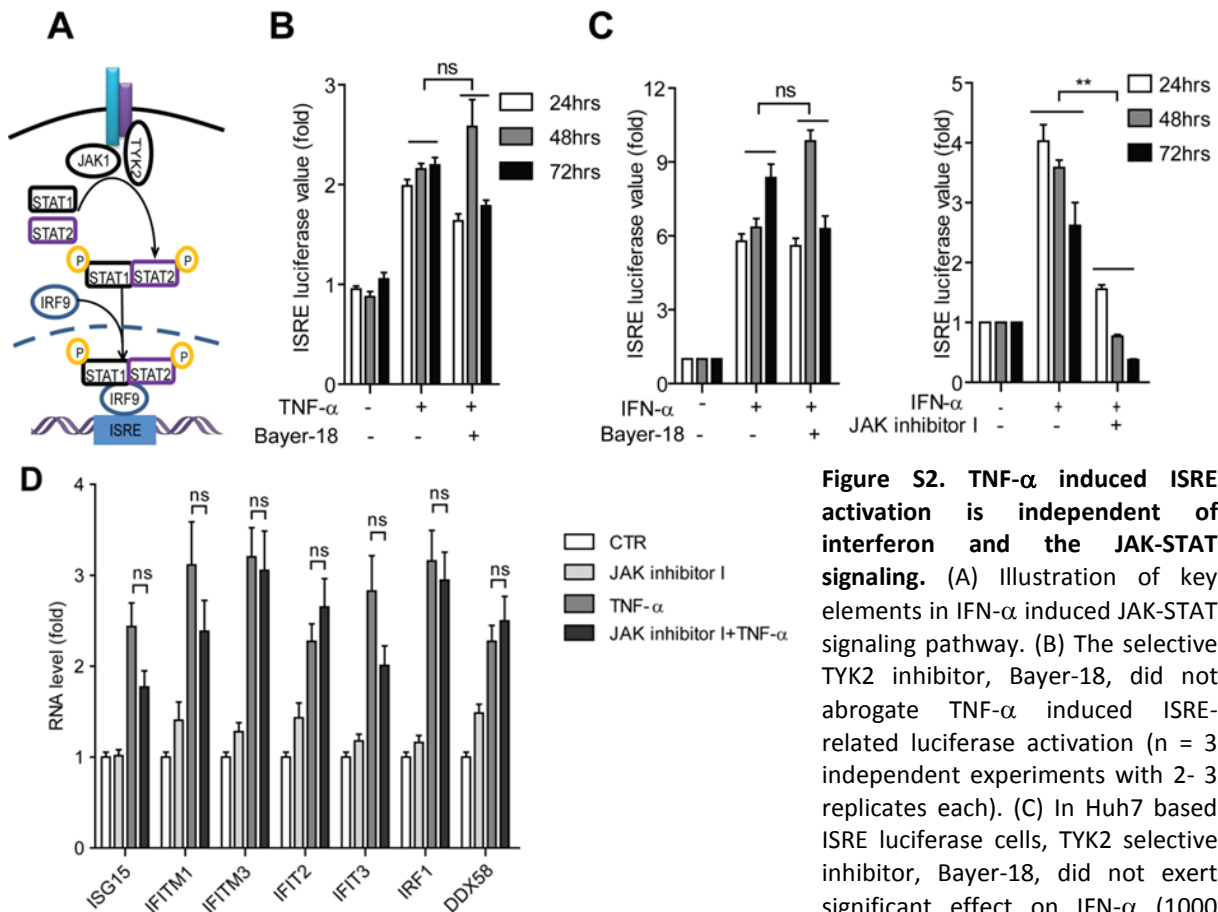 A
JAK1
TYK2
STAT1
STAT2
P
P
STAT1
STAT2
IRF9
P
P
STAT1
STAT2
IRF9
ISRE
B
ns
24hrs
48hrs
72hrs
ISRE luciferase value (fold)
3
2
1
0
TNF-α - + +
Bayer-18 - - +
C
ns
ISRE luciferase value (fold)
12
9
6
3
0
IFN-α - + +
Bayer-18 - - +
**
24hrs
48hrs
72hrs
ISRE luciferase value (fold)
5
4
3
2
1
0
IFN-α - + +
JAK inhibitor I - - +
D
RNA level (fold)
4
3
2
1
0
ns
ns
ns
ns
ns
ns
ns
ISG15
IFITM1
IFITM3
IFIT2
IFIT3
IRF1
DDX58
CTR
JAK inhibitor I
TNF-α
JAK inhibitor I+TNF-α
Figure S2. TNF-α induced ISRE
activation is independent of
interferon and the JAK-STAT
signaling. (A) Illustration of key
elements in IFN-α induced JAK-STAT
signaling pathway. (B) The selective
TYK2 inhibitor, Bayer-18, did not
abrogate TNF-α induced ISRE-
related luciferase activation (n = 3
independent experiments with 2- 3
replicates each). (C) In Huh7 based
ISRE luciferase cells, TYK2 selective
inhibitor, Bayer-18, did not exert
significant effect on IFN-α (1000